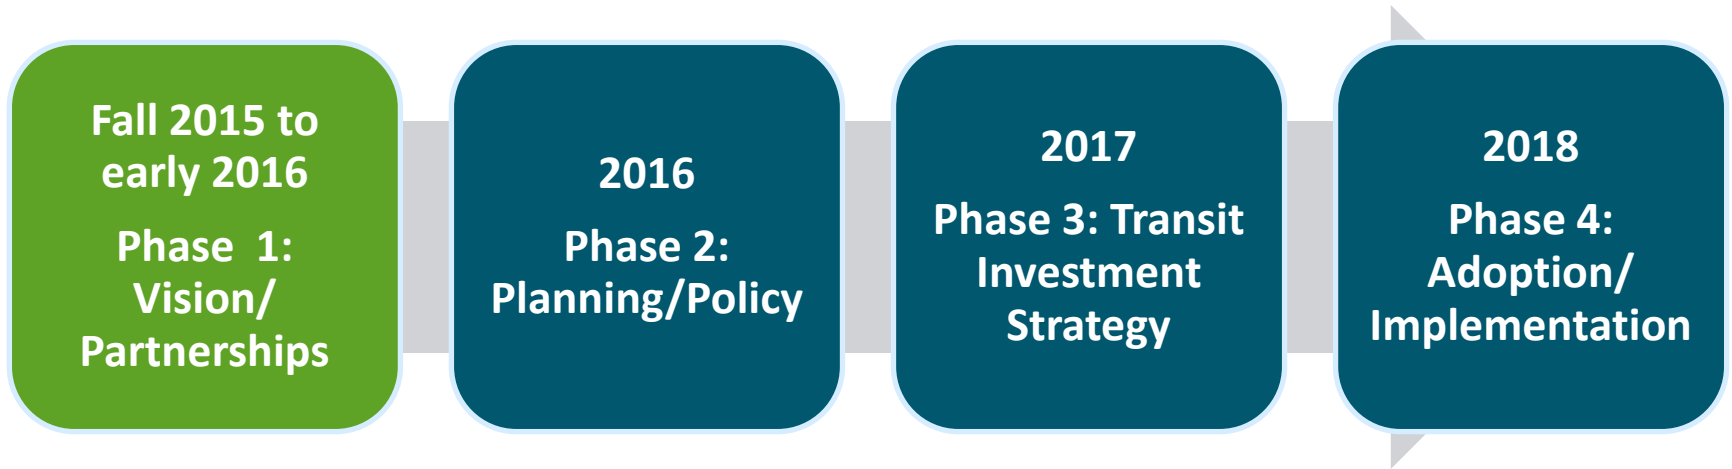 Fall 2015 to
early 2016
Phase  1:
Vision/
Partnerships
2016
Phase 2:
Planning/Policy
2017
Phase 3: Transit
Investment
Strategy
2018
Phase 4:
Adoption/
Implementation